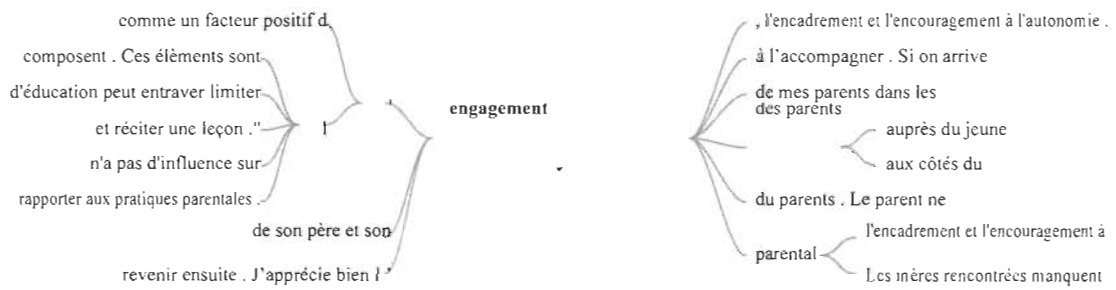 comme un facteur positif d
composent . Ces élèments sont
d'éducation peut entraver limiter
et réciter une leçon ."
n'a pas d'influence sur
rapporter aux pratiques parentales .
l
'
de son père et son
revenir ensuite . J'apprécie bien l '
engagement
, l'encadrement et l'encouragement à l'autonomie .
à l'accompagner . Si on arrive
de mes parents dans les
des parents
auprès du jeune
aux côtés du
du parents . Le parent ne
parental
l'encadrement et l'encouragement à
Les mères rencontrées manquent